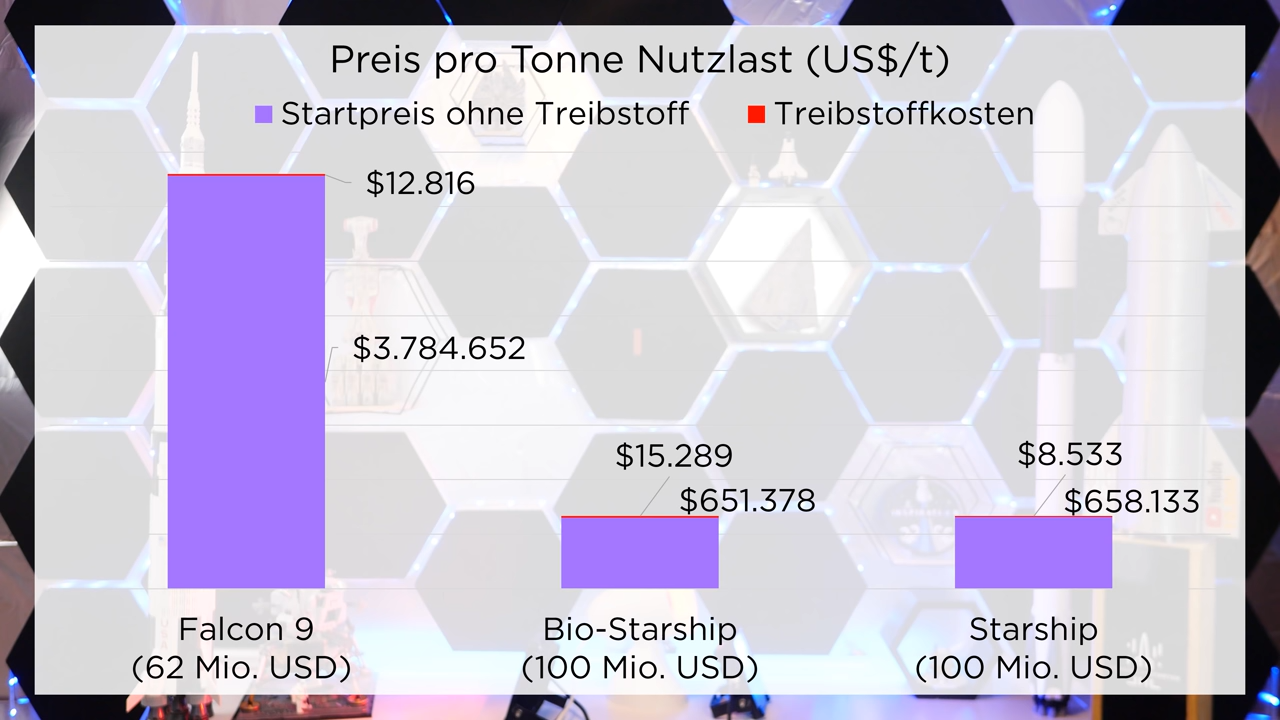 Preis pro Tonne Nutzlast (US$/t)
Startpreis ohne Treibstoff
Treibstoffkosten
$12.816
$3.784.652
$15.289
$651.378
$8.533
$658.133
Falcon 9
(62 Mio. USD)
Bio-Starship
(100 Mio. USD)
Starship
(100 Mio. USD)